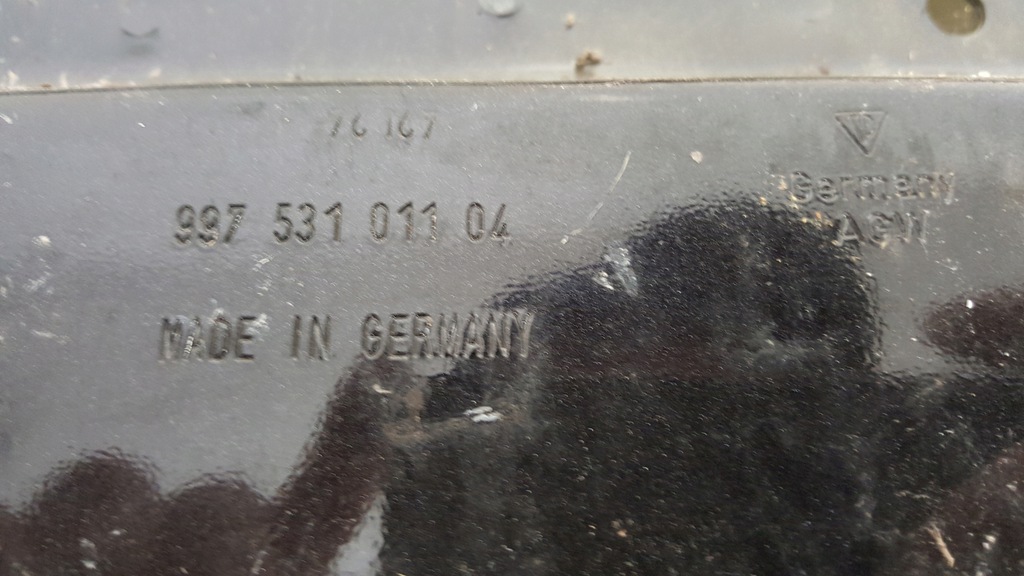 76 167
997 531 011 04
MADE IN GERMANY
Germany
AGW